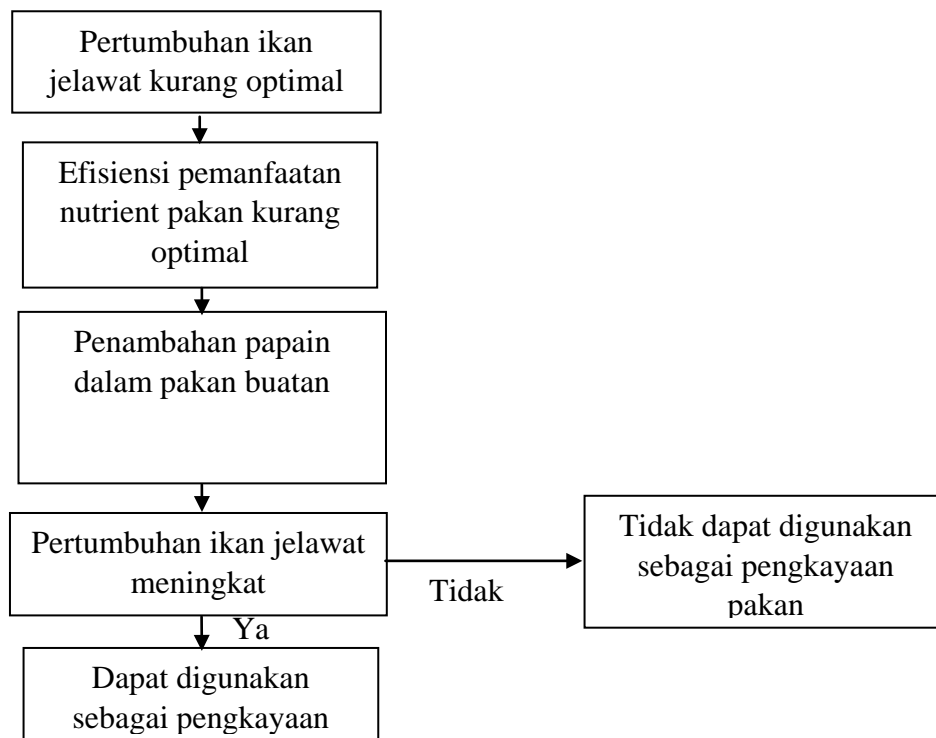 Pertumbuhan ikan
jelawat kurang optimal
Efisiensi pemanfaatan
nutrient pakan kurang
optimal
Penambahan papain
dalam pakan buatan
Pertumbuhan ikan jelawat
meningkat
Tidak
Tidak dapat digunakan
sebagai pengkayaan
pakan
Ya
Dapat digunakan
sebagai pengkayaan